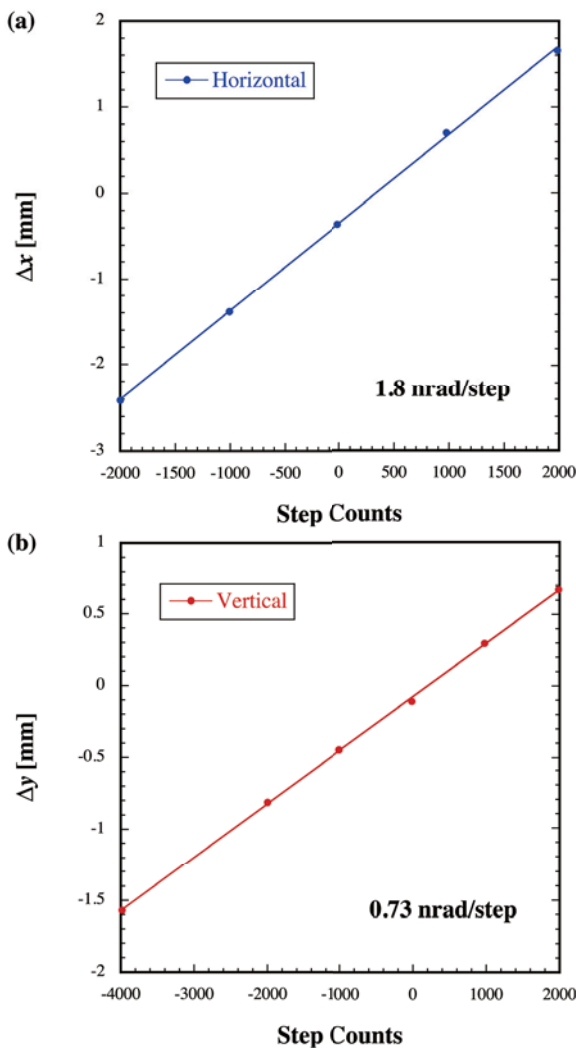 (a)
2
1
0
-1
-2
-3
Δx [mm]
Horizontal
1.8 nrad/step
-2000 -1500 -1000 -500 0 500 1000 1500 2000
Step Counts
(b)
1
0.5
0
-0.5
-1
-1.5
-2
Δy [mm]
Vertical
0.73 nrad/step
-4000 -3000 -2000 -1000 0 1000 2000
Step Counts